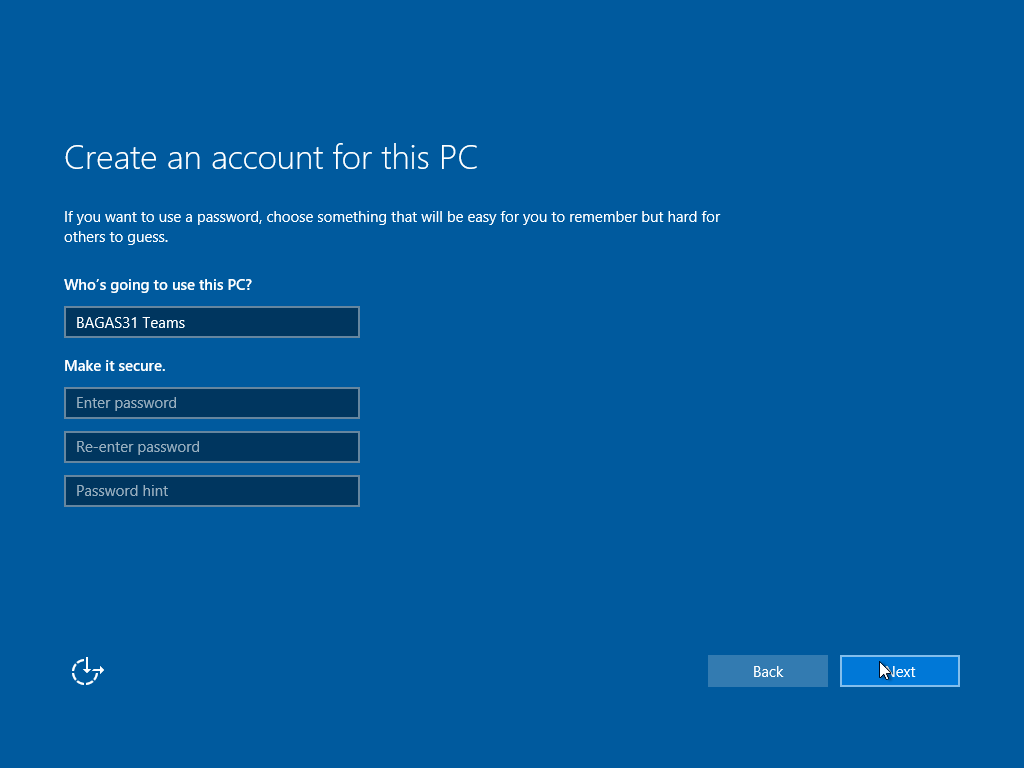 Create an account for this PC
If you want to use a password, choose something that will be easy for you to remember but hard for
others to guess.
Who's going to use this PC?
BAGAS31 Teams
Make it secure.
Enter password
Re-enter password
Password hint
Back
Next